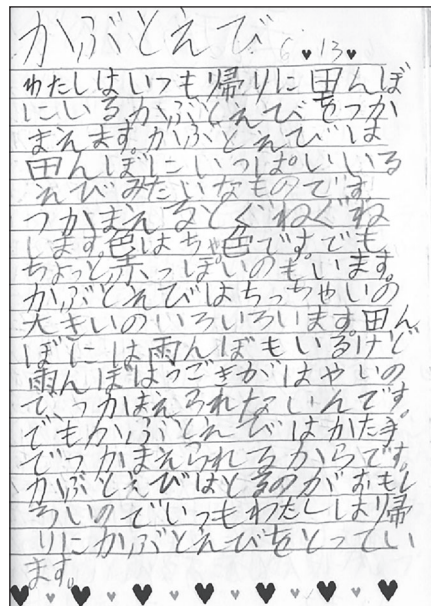 かぶとえび
6.13
わたしはいつも帰りに田んぼ
にいるかぶとえびをつか
まえます。かぶとえびは
田んぼにいっぱいいる
えびみたいなものです。
つかまえるとぐねぐね
します。色はちゃ色です。でも
ちょっと赤っぽいのもいます。
かぶとえびはちっちゃいの
大きいのいろいろいます。田ん
ぼには雨んぼもいるけど
雨んぼはうごきがはやいの
で、つかまえられないんです。
でもかぶとえびはかた手
でつかまえられるからです。
かぶとえびはとるのがおもし
ろいのでいつもわたしは帰
りにかぶとえびをとってい
ます。